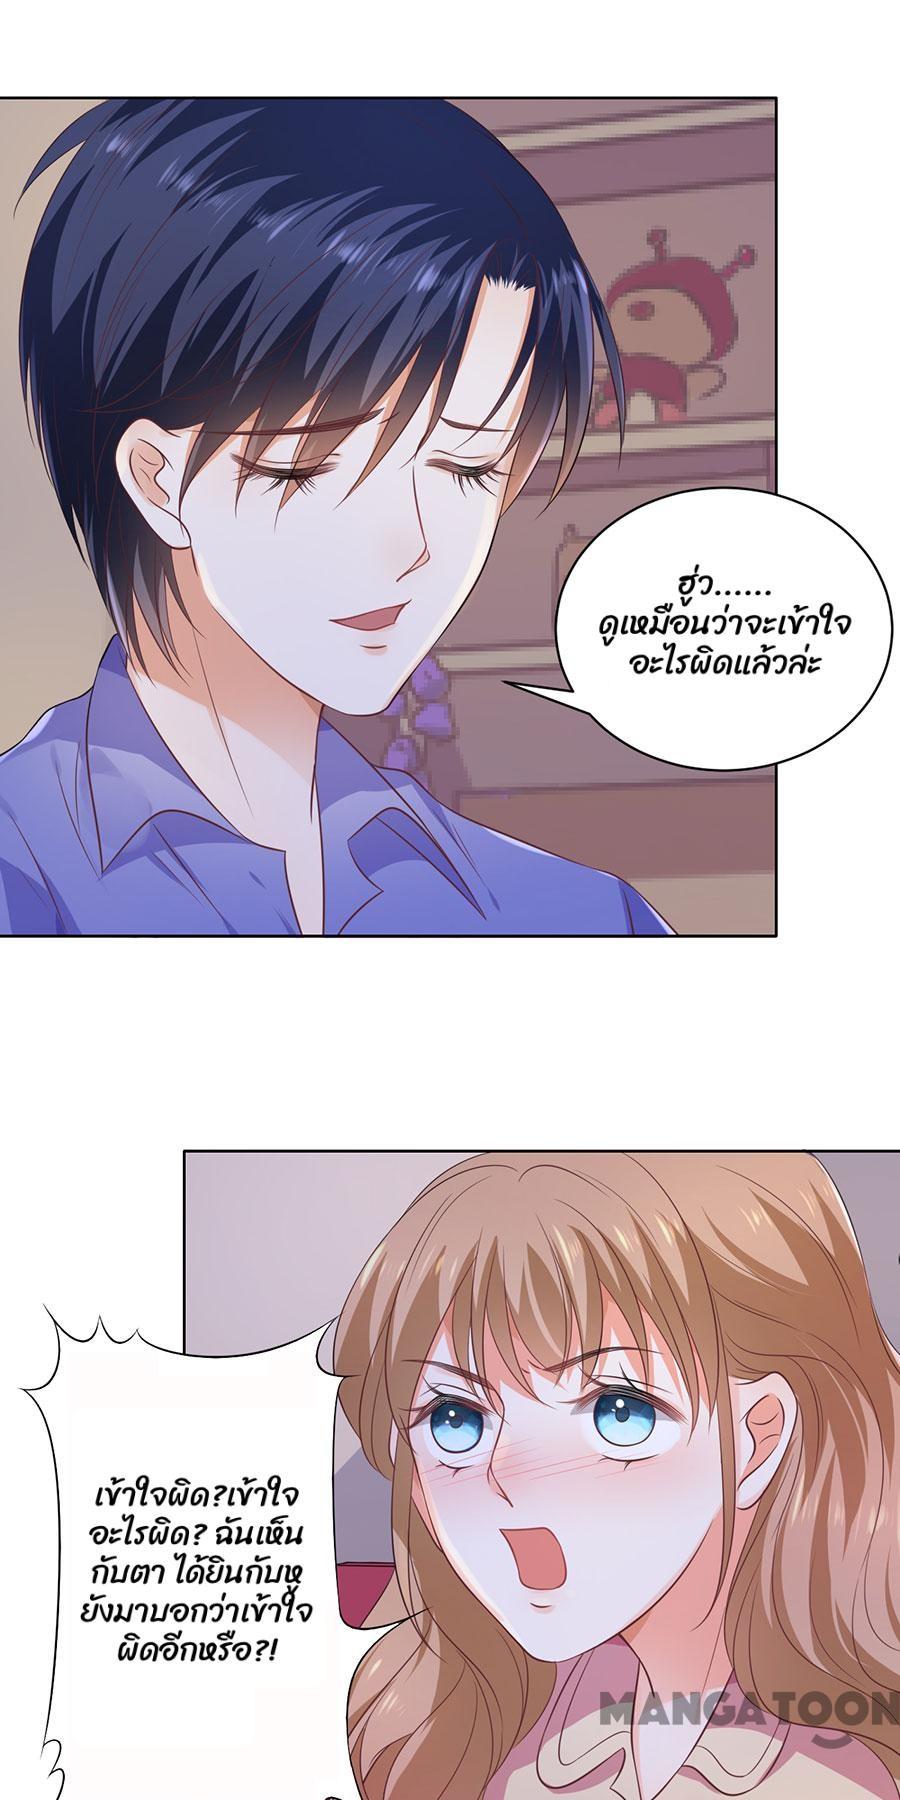 ฮู่ว......
ดูเหมือนว่าจะเข้าใจ
อะไรผิดแล้วล่ะ
เข้าใจผิด?เข้าใจ
อะไรผิด? ฉันเห็น
กับตา ได้ยินกับหู
ยังมาบอกว่าเข้าใจ
ผิดอีกหรือ?!
MANGATOON